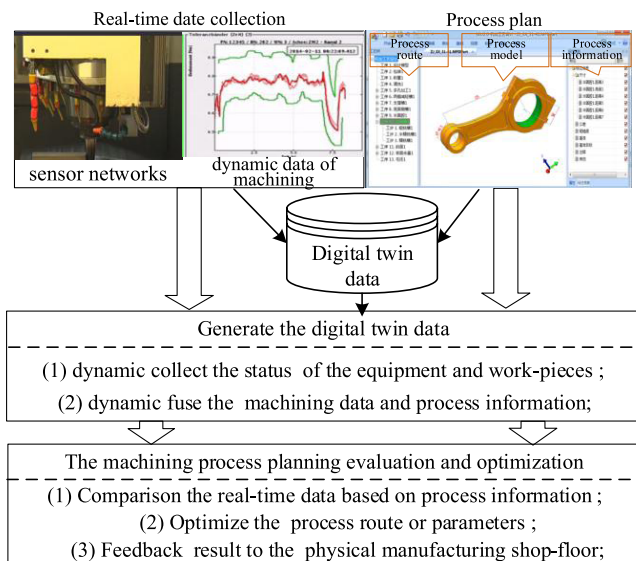 Real-time date collection
Process plan
Process route
Process model
Process information
sensor networks
dynamic data of
machining
Digital twin
data
Generate the digital twin data
(1) dynamic collect the status of the equipment and work-pieces ;
(2) dynamic fuse the machining data and process information;
The machining process planning evaluation and optimization
(1) Comparison the real-time data based on process information ;
(2) Optimize the process route or parameters ;
(3) Feedback result to the physical manufacturing shop-floor;